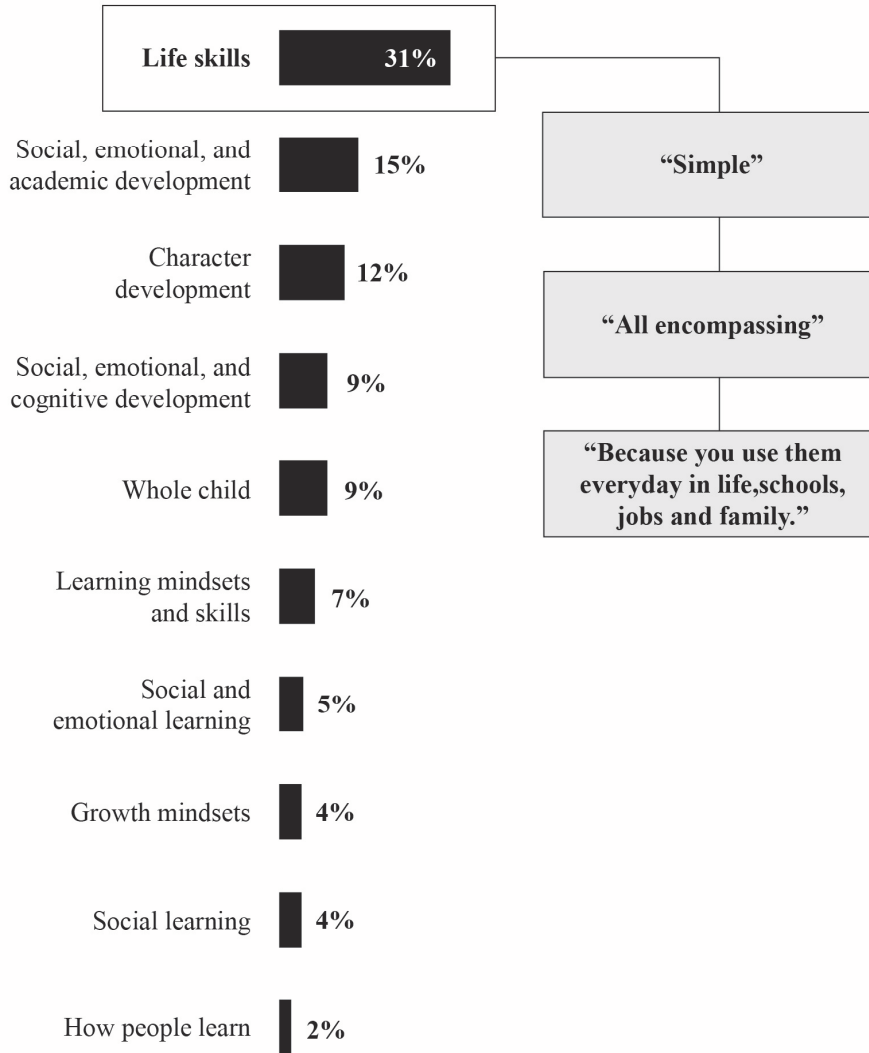 Life skills
31%
Social, emotional, and
academic development
15%
Character
development
12%
Social, emotional, and
cognitive development
9%
Whole child
9%
Learning mindsets
and skills
7%
Social and
emotional learning
5%
Growth mindsets
4%
Social learning
4%
How people learn
2%
“Simple”
“All encompassing”
“Because you use them
everyday in life,schools,
jobs and family.”